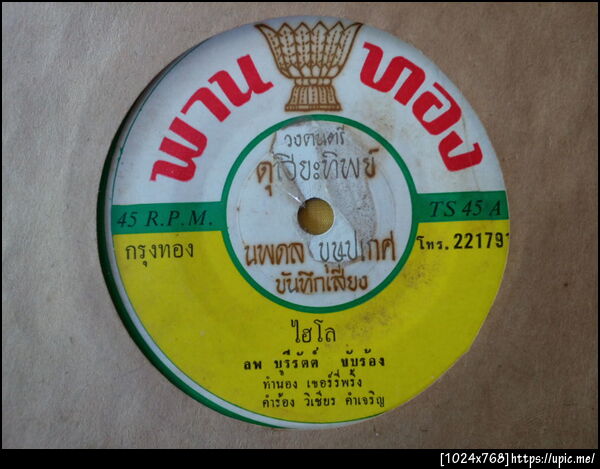 พานทอง
วงดนตรี
ดุริยะทิพย์
45 R.P.M.
TS 45 A
กรุงทอง
โทร. 221791
นพดล ขุนปเกศ
บันทึกเสียง
ไฮโล
ลพ บุรีรัตน์ ขับร้อง
ทำนอง เชอร์รี่พริ้ง
คำร้อง วิเชียร คำเจริญ
[1024x768]https://upic.me/